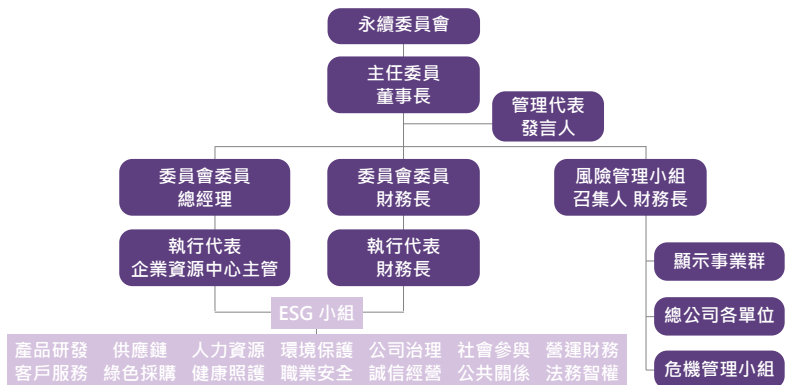 永續委員會
主任委員
董事長
管理代表
發言人
委員會委員
總經理
委員會委員
財務長
風險管理小組
召集人 財務長
執行代表
企業資源中心主管
執行代表
財務長
顯示事業群
總公司各單位
危機管理小組
ESG 小組
產品研發 供應鏈 人力資源 環境保護 公司治理 社會參與 營運財務
客戶服務 綠色採購 健康照護 職業安全 誠信經營 公共關係 法務智權